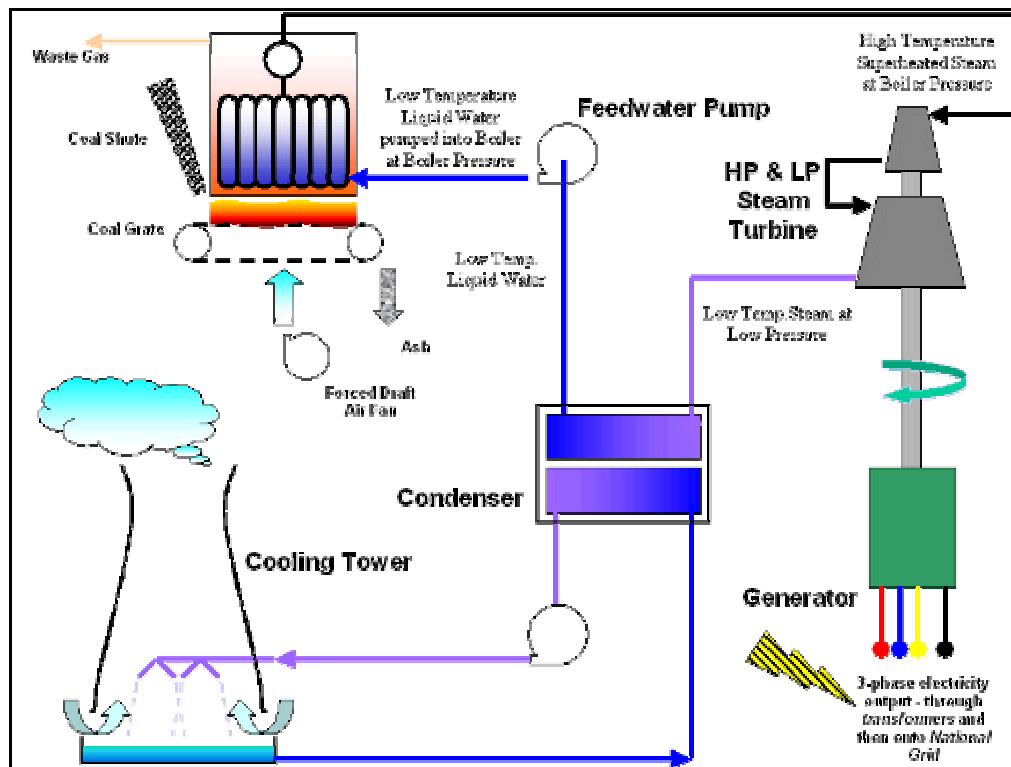 Waste Gas
Coal Shute
Coal Grate
Low Temperature
Liquid Water
pumped into Boiler
at Boiler Pressure
Feedwater Pump
High Temperature
Superheated Steam
at Boiler Pressure
HP & LP
Steam
Turbine
Low Temp.
Liquid Water
Low Temp.Steam at
Low Pressure
Ash
Forced Draft
Air Fan
Condenser
Cooling Tower
Generator
3-phase electricity
output - through
transformers and
then onto National
Grid